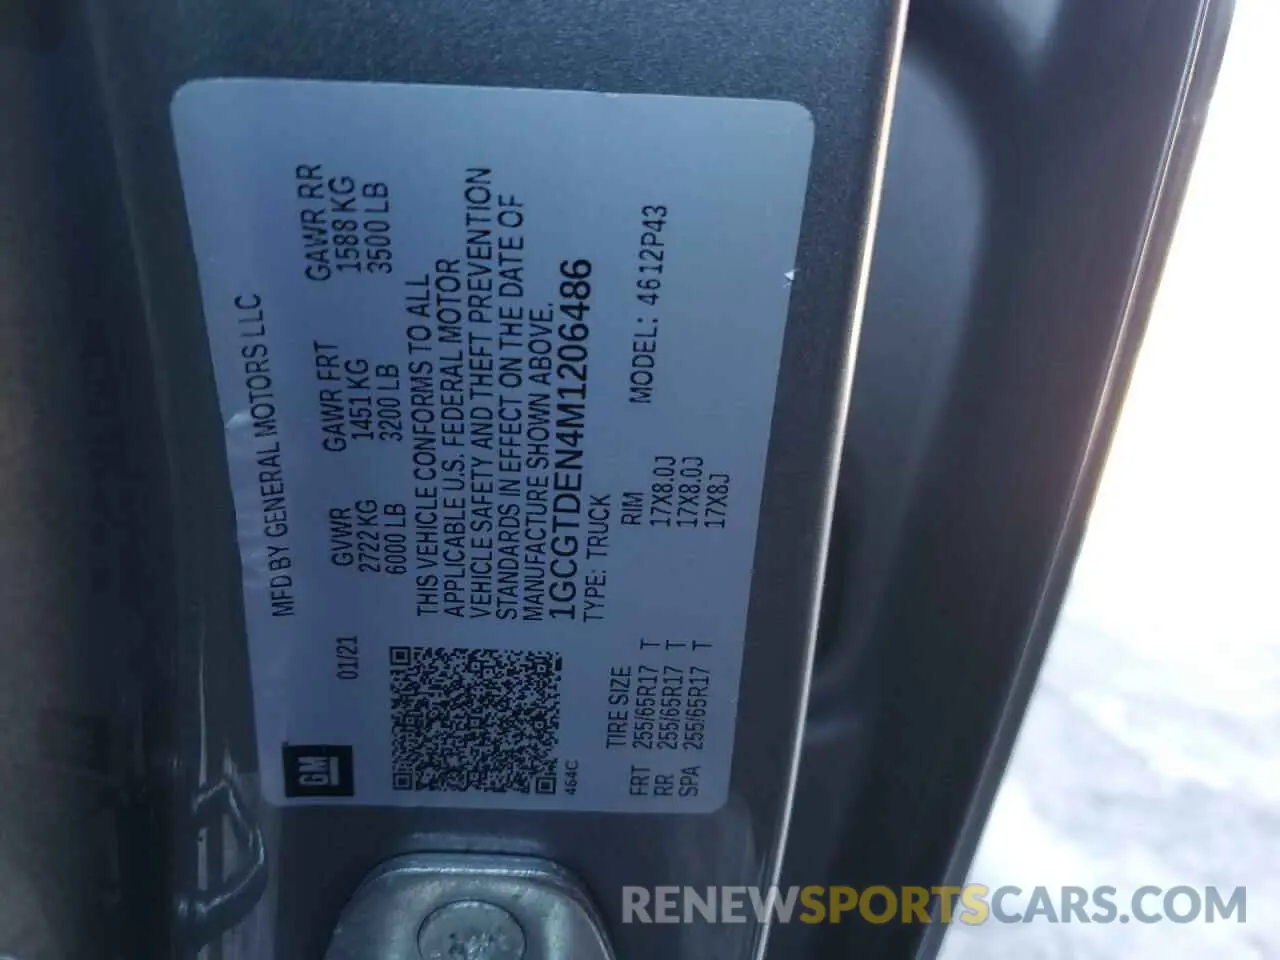 MFD BY GENERAL MOTORS LLC
01/21
GVWR GAWR FRT GAWR RR
2722 KG 1451 KG 1588 KG
6000 LB 3200 LB 3500 LB
THIS VEHICLE CONFORMS TO ALL
APPLICABLE U.S. FEDERAL MOTOR
VEHICLE SAFETY AND THEFT PREVENTION
STANDARDS IN EFFECT ON THE DATE OF
MANUFACTURE SHOWN ABOVE.
1GCGTDEN4M1206486
TYPE: TRUCK MODEL: 4612P43
GM
464C
TIRE SIZE RIM
FRT 255/65R17 T 17X8.0J
RR 255/65R17 T 17X8.0J
SPA 255/65R17 T 17X8J
RENEWSPORTSCARS.COM